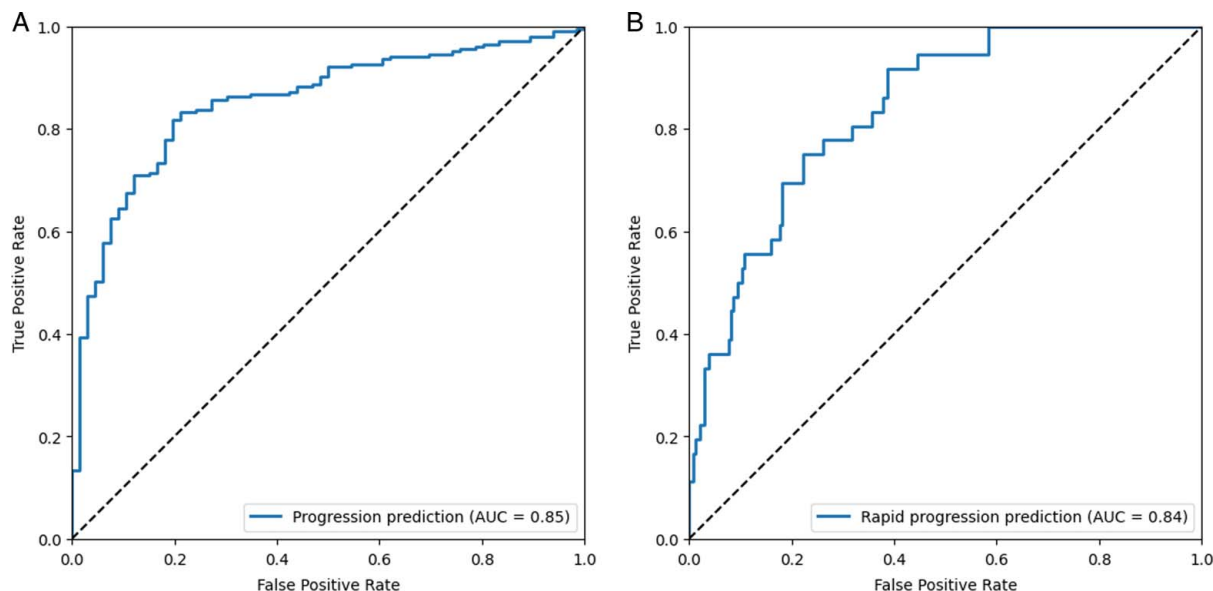 A
1.0
0.8
0.6
0.4
0.2
0.0
True Positive Rate
Progression prediction (AUC = 0.85)
0.0 0.2 0.4 0.6 0.8 1.0
False Positive Rate
B
1.0
0.8
0.6
0.4
0.2
0.0
True Positive Rate
Rapid progression prediction (AUC = 0.84)
0.0 0.2 0.4 0.6 0.8 1.0
False Positive Rate